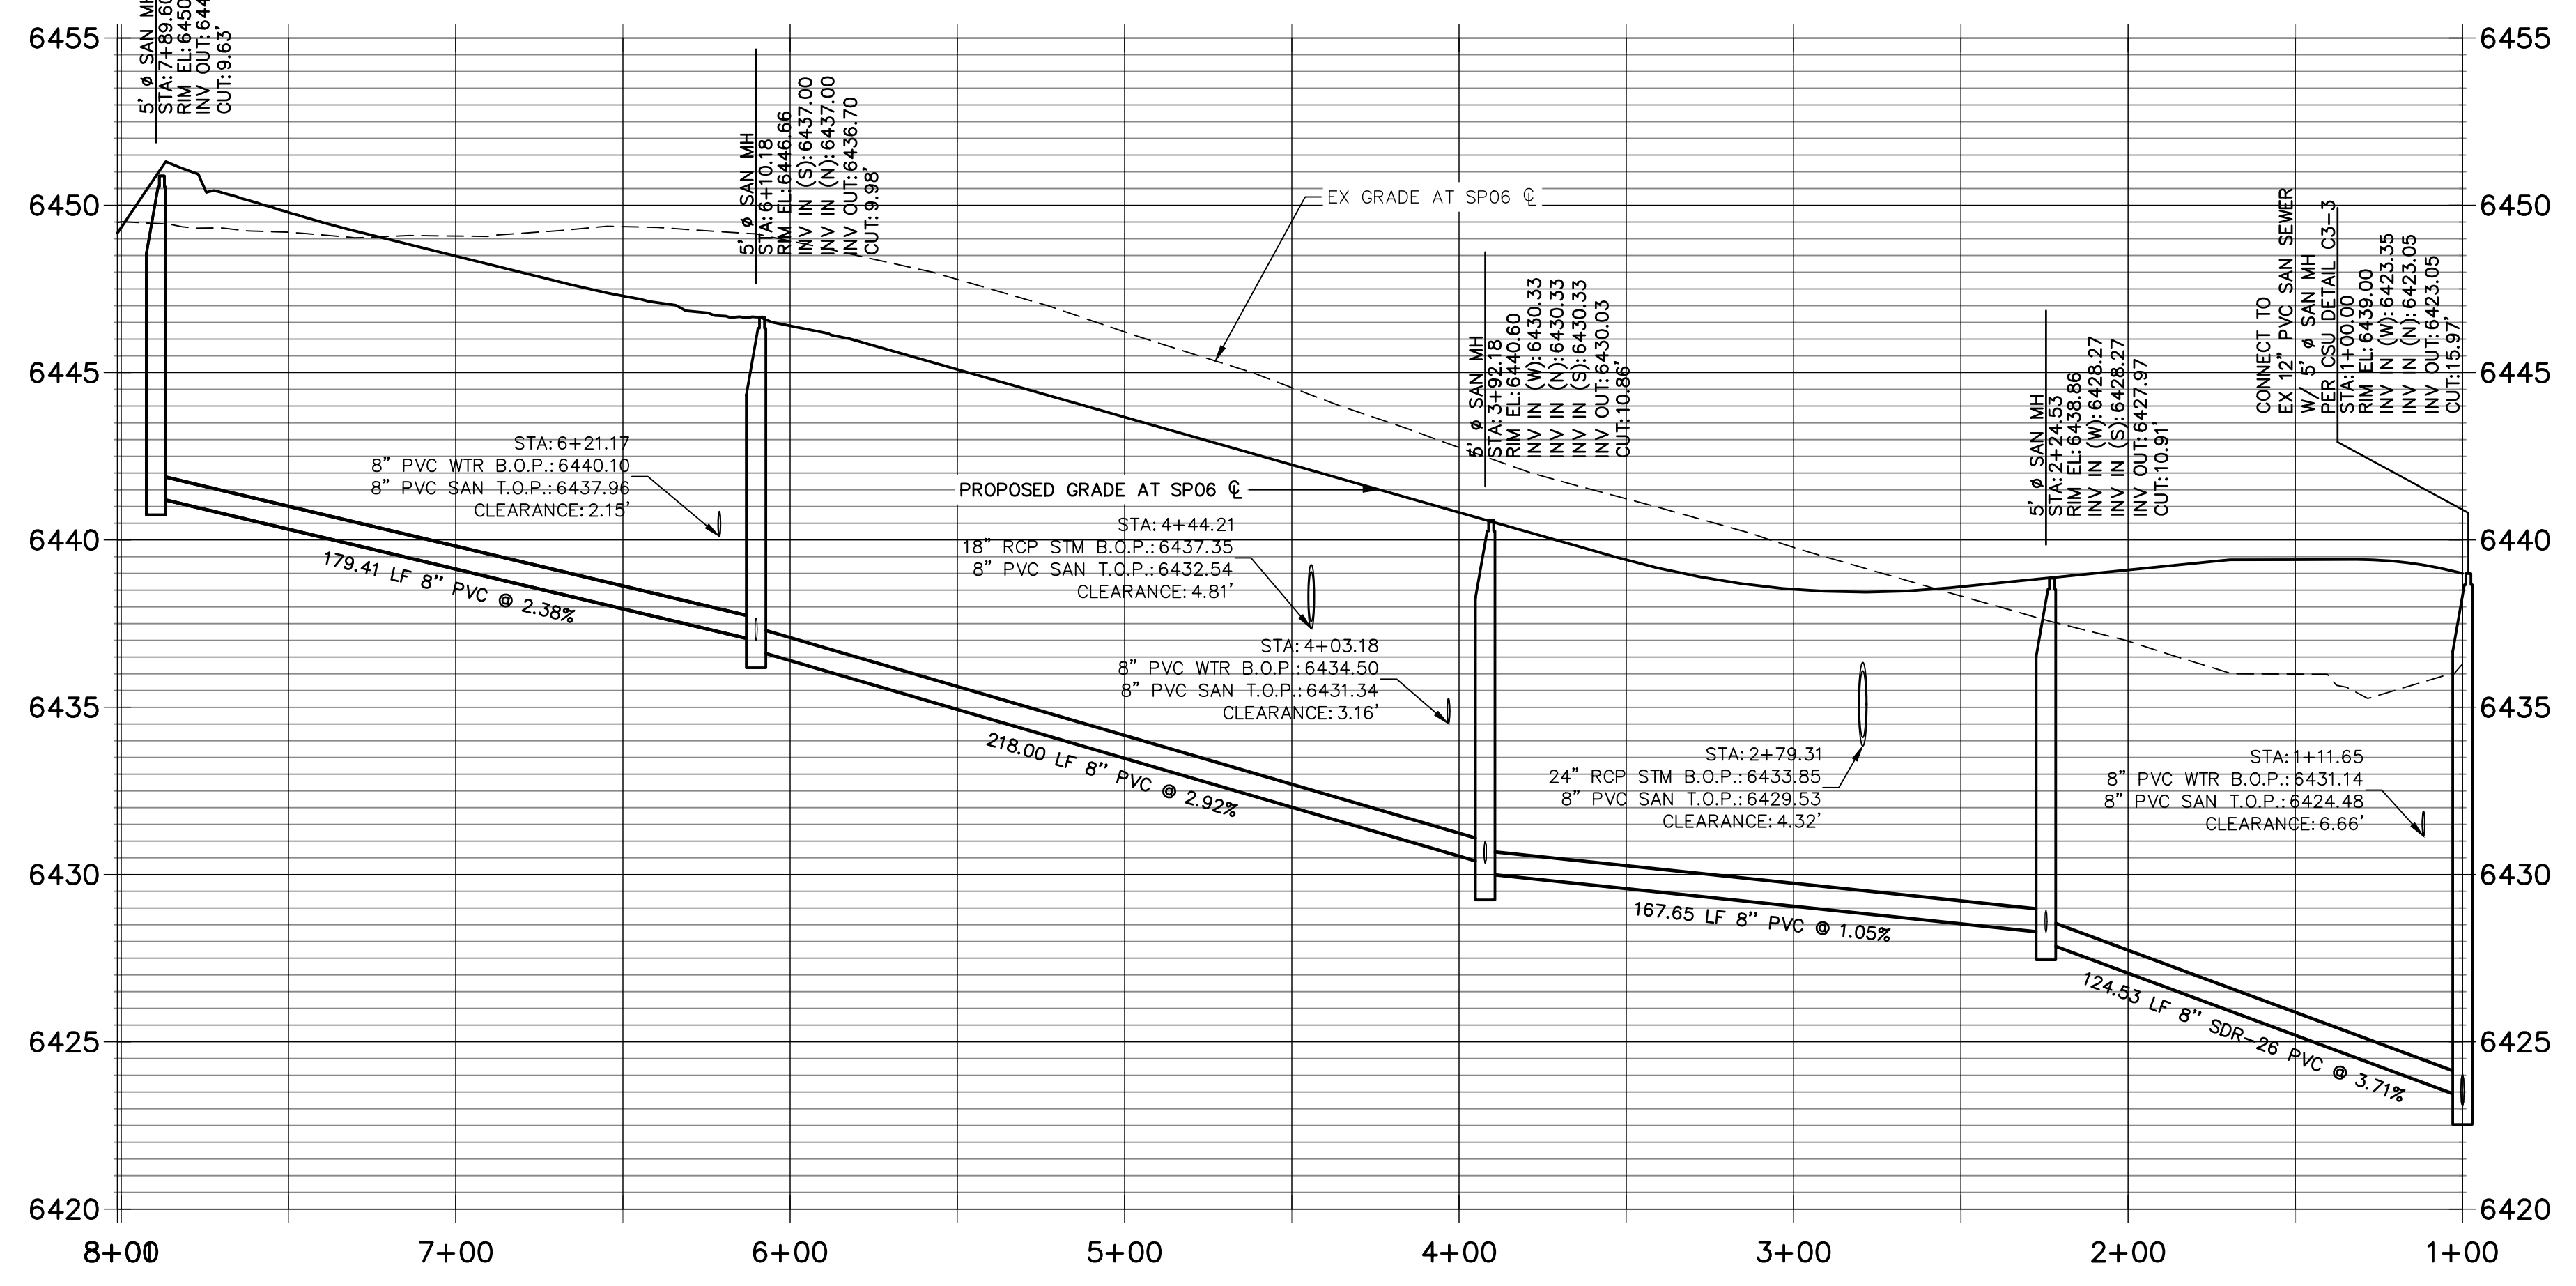 6455
6450
6445
6440
6435
6430
6425
6420
5' ø SAN MH
STA: 7+89.60
CUT: 9.63'
5' ø SAN MH
STA: 6+10.18
RIM EL: 6446.66
INV IN (S): 6437.00
INV IN (N): 6437.00
INV OUT: 6436.70
CUT: 9.98'
EX GRADE AT SP06 ℄
5' ø SAN MH
STA: 3+92.18
RIM EL: 6440.60
INV IN (W): 6430.33
INV IN (N): 6430.33
INV IN (S): 6430.33
INV OUT: 6430.03
CUT: 10.86'
5' ø SAN MH
STA: 2+24.53
RIM EL: 6438.86
INV IN (W): 6428.27
INV IN (S): 6428.27
INV OUT: 6427.97
CUT: 10.91'
CONNECT TO
EX 12" PVC SAN SEWER
W/ 5' ø SAN MH
PER CSU DETAIL C3-3
STA: 1+00.00
RIM EL: 6439.00
INV IN (W): 6423.35
INV IN (N): 6423.05
INV OUT: 6423.05
CUT: 15.97'
STA: 6+21.17
8" PVC WTR B.O.P.: 6440.10
8" PVC SAN T.O.P.: 6437.96
CLEARANCE: 2.15'
PROPOSED GRADE AT SP06 ℄
STA: 4+44.21
18" RCP STM B.O.P.: 6437.35
8" PVC SAN T.O.P.: 6432.54
CLEARANCE: 4.81'
STA: 4+03.18
8" PVC WTR B.O.P.: 6434.50
8" PVC SAN T.O.P.: 6431.34
CLEARANCE: 3.16'
STA: 2+79.31
24" RCP STM B.O.P.: 6433.85
8" PVC SAN T.O.P.: 6429.53
CLEARANCE: 4.32'
STA: 1+11.65
8" PVC WTR B.O.P.: 6431.14
8" PVC SAN T.O.P.: 6424.48
CLEARANCE: 6.66'
179.41 LF 8" PVC @ 2.38%
218.00 LF 8" PVC @ 2.92%
167.65 LF 8" PVC @ 1.05%
124.53 LF 8" SDR-26 PVC @ 3.71%
6455
6450
6445
6440
6435
6430
6425
6420
8+00 7+00 6+00 5+00 4+00 3+00 2+00 1+00